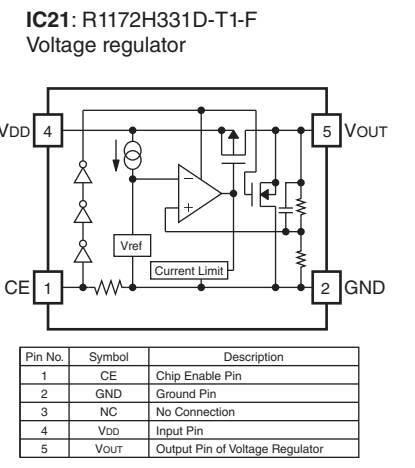 IC21: R1172H331D-T1-F
Voltage regulator
VDD 4
5 VOUT
Vref
Current Limit
CE 1
2 GND
Pin No. Symbol Description
1 CE Chip Enable Pin
2 GND Ground Pin
3 NC No Connection
4 VDD Input Pin
5 VOUT Output Pin of Voltage Regulator